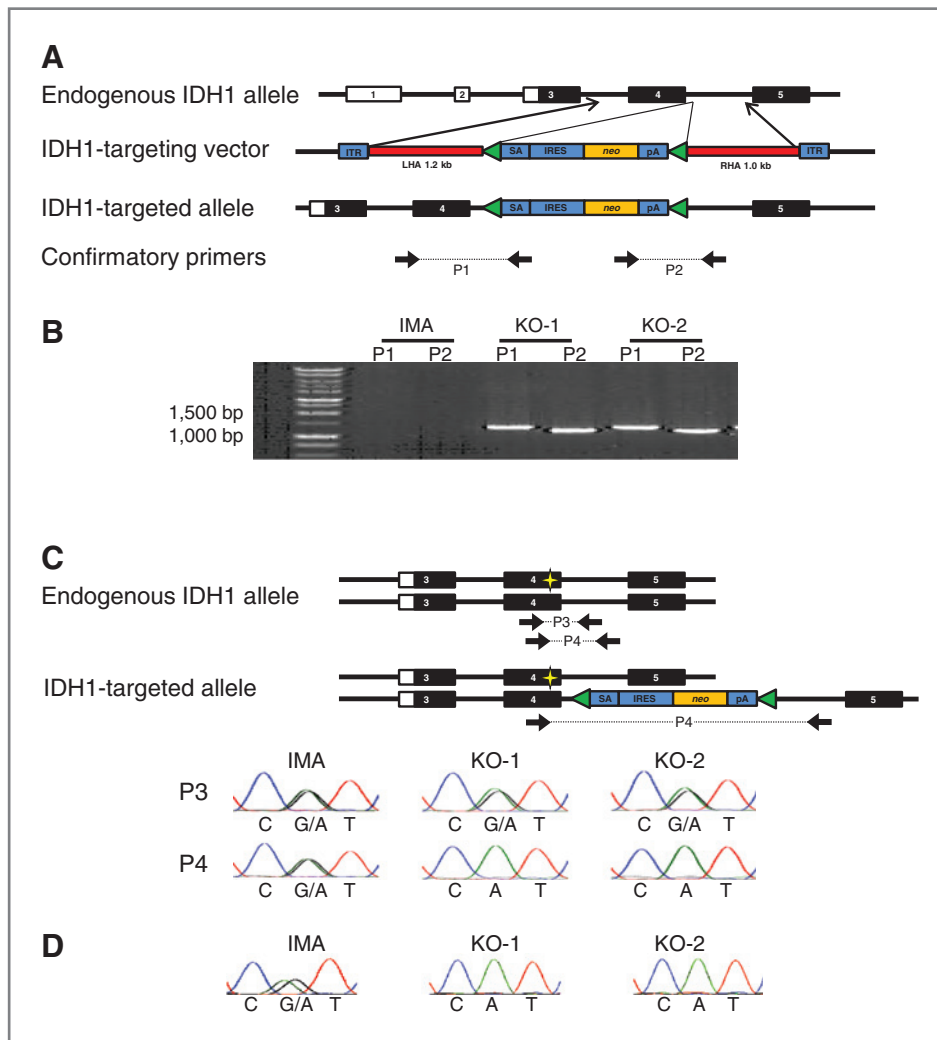 A
Endogenous IDH1 allele
1 2 3 4 5
IDH1-targeting vector
ITR SA IRES neo pA ITR
LHA 1.2 kb RHA 1.0 kb
IDH1-targeted allele
3 4 SA IRES neo pA 5
Confirmatory primers
P1 P2
B
IMA KO-1 KO-2
P1 P2 P1 P2 P1 P2
1,500 bp
1,000 bp
C
3 4 5
Endogenous IDH1 allele
3 4 5
P3
P4
IDH1-targeted allele
3 4 5
3 4 SA IRES neo pA 5
P4
IMA KO-1 KO-2
P3
C G/A T C G/A T C G/A T
P4
C G/A T C A T C A T
D
IMA KO-1 KO-2
C G/A T C A T C A T